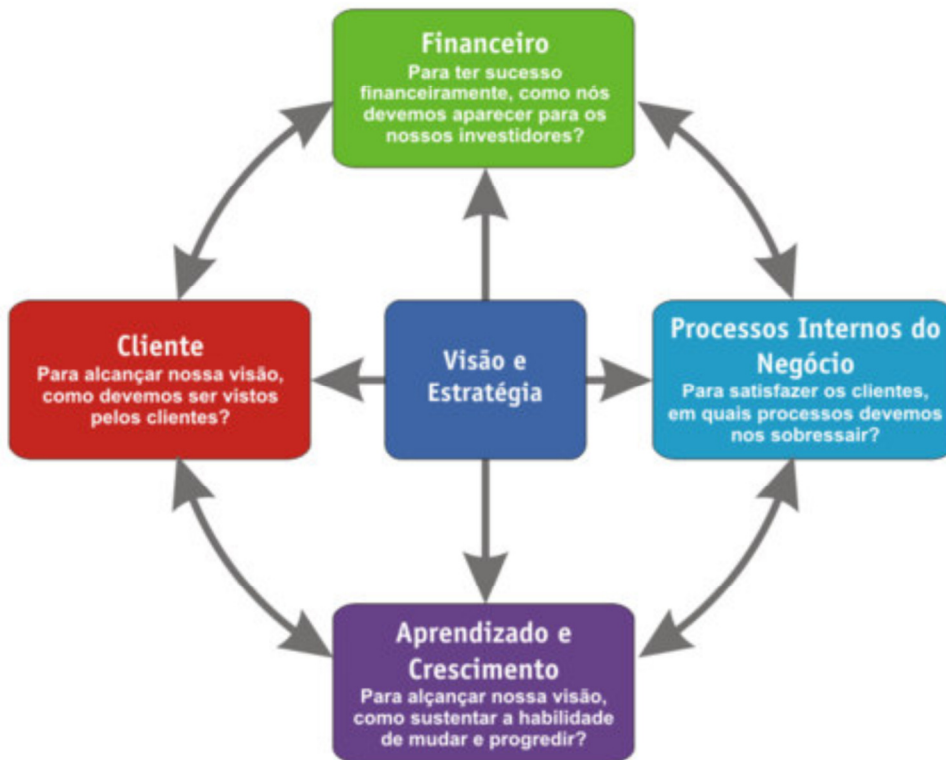 Financeiro
Para ter sucesso
financeiramente, como nós
devemos aparecer para os
nossos investidores?
Cliente
Para alcançar nossa visão,
como devemos ser vistos
pelos clientes?
Visão e
Estratégia
Processos Internos do
Negócio
Para satisfazer os clientes,
em quais processos devemos
nos sobressair?
Aprendizado e
Crescimento
Para alçançar nossa visão,
como sustentar a habilidade
de mudar e progredir?